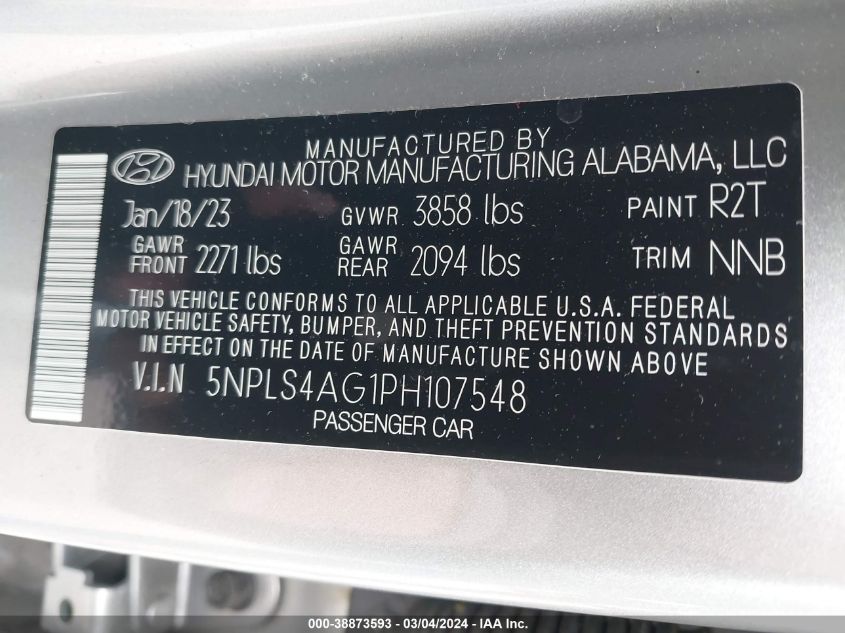 MANUFACTURED BY
HYUNDAI MOTOR MANUFACTURING ALABAMA, LLC
Jan/18/23 GVWR 3858 lbs PAINT R2T
GAWR FRONT 2271 lbs GAWR REAR 2094 lbs TRIM NNB
THIS VEHICLE CONFORMS TO ALL APPLICABLE U.S.A. FEDERAL
MOTOR VEHICLE SAFETY, BUMPER, AND THEFT PREVENTION STANDARDS
IN EFFECT ON THE DATE OF MANUFACTURE SHOWN ABOVE
V.I.N 5NPLS4AG1PH107548
PASSENGER CAR
000-38873593 - 03/04/2024 - IAA Inc.